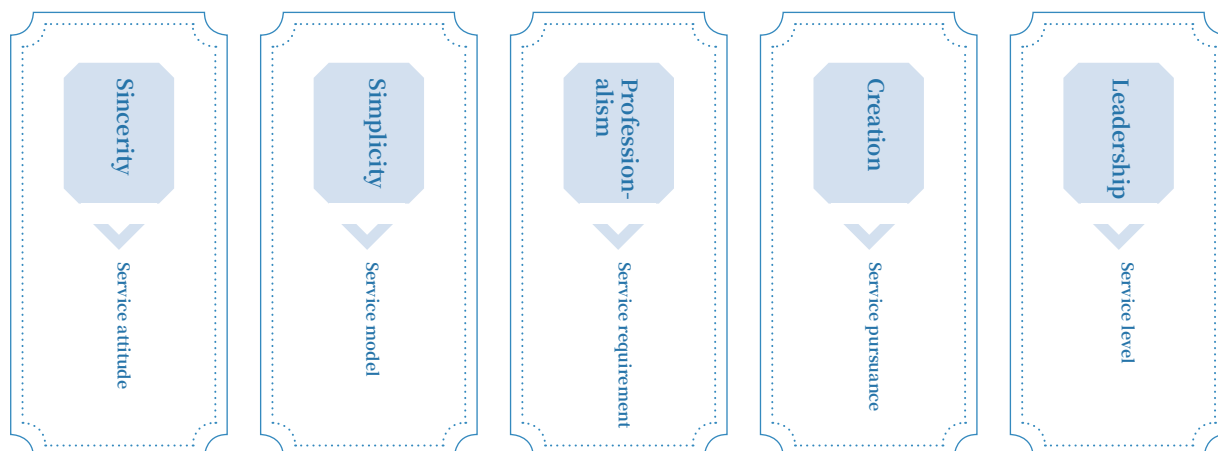 Sincerity
Service attitude
Simplicity
Service model
Profession-
alism
Service requirement
Creation
Service pursuance
Leadership
Service level